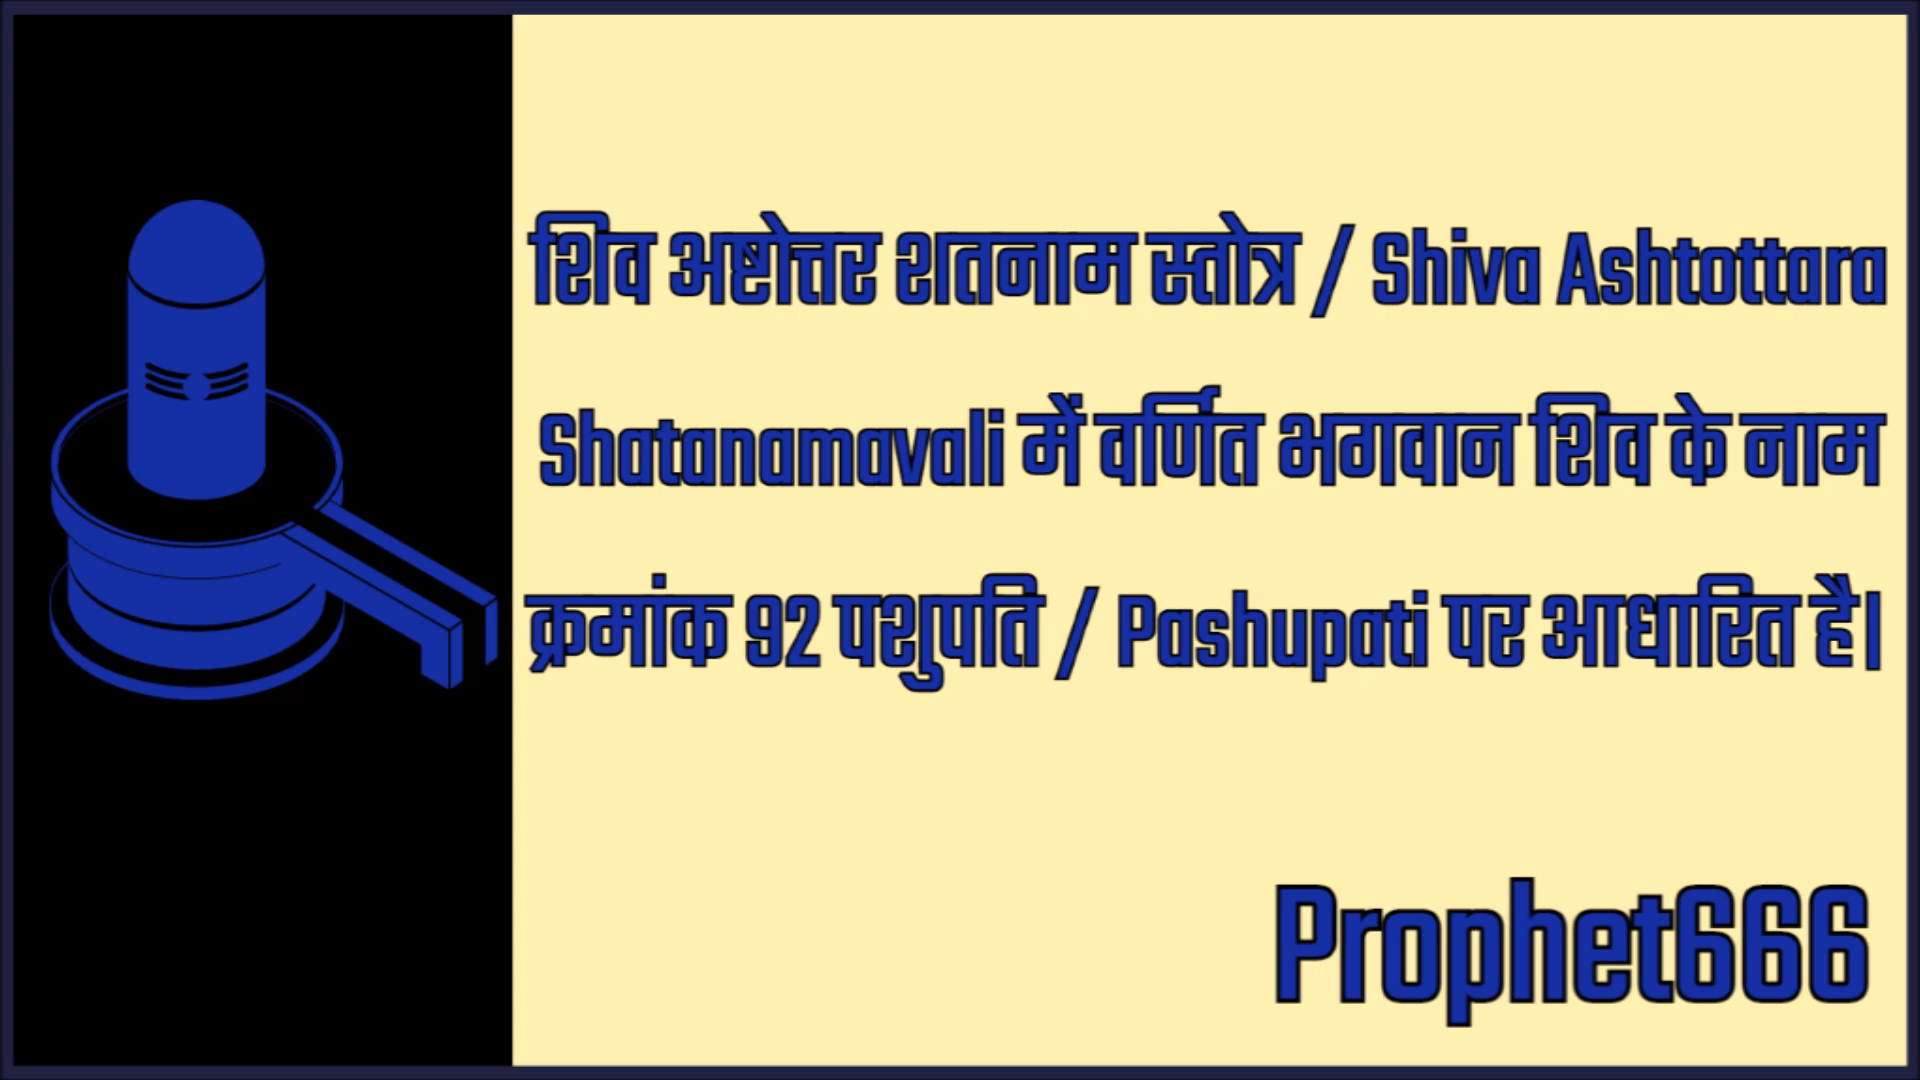 शिव अष्टोत्तर शतनाम स्तोत्र / Shiva Ashtottara
Shatanamavali में वर्णित भगवान शिव के नाम
क्रमांक 92 पशुपति / Pashupati पर आधारित है।
Prophet666